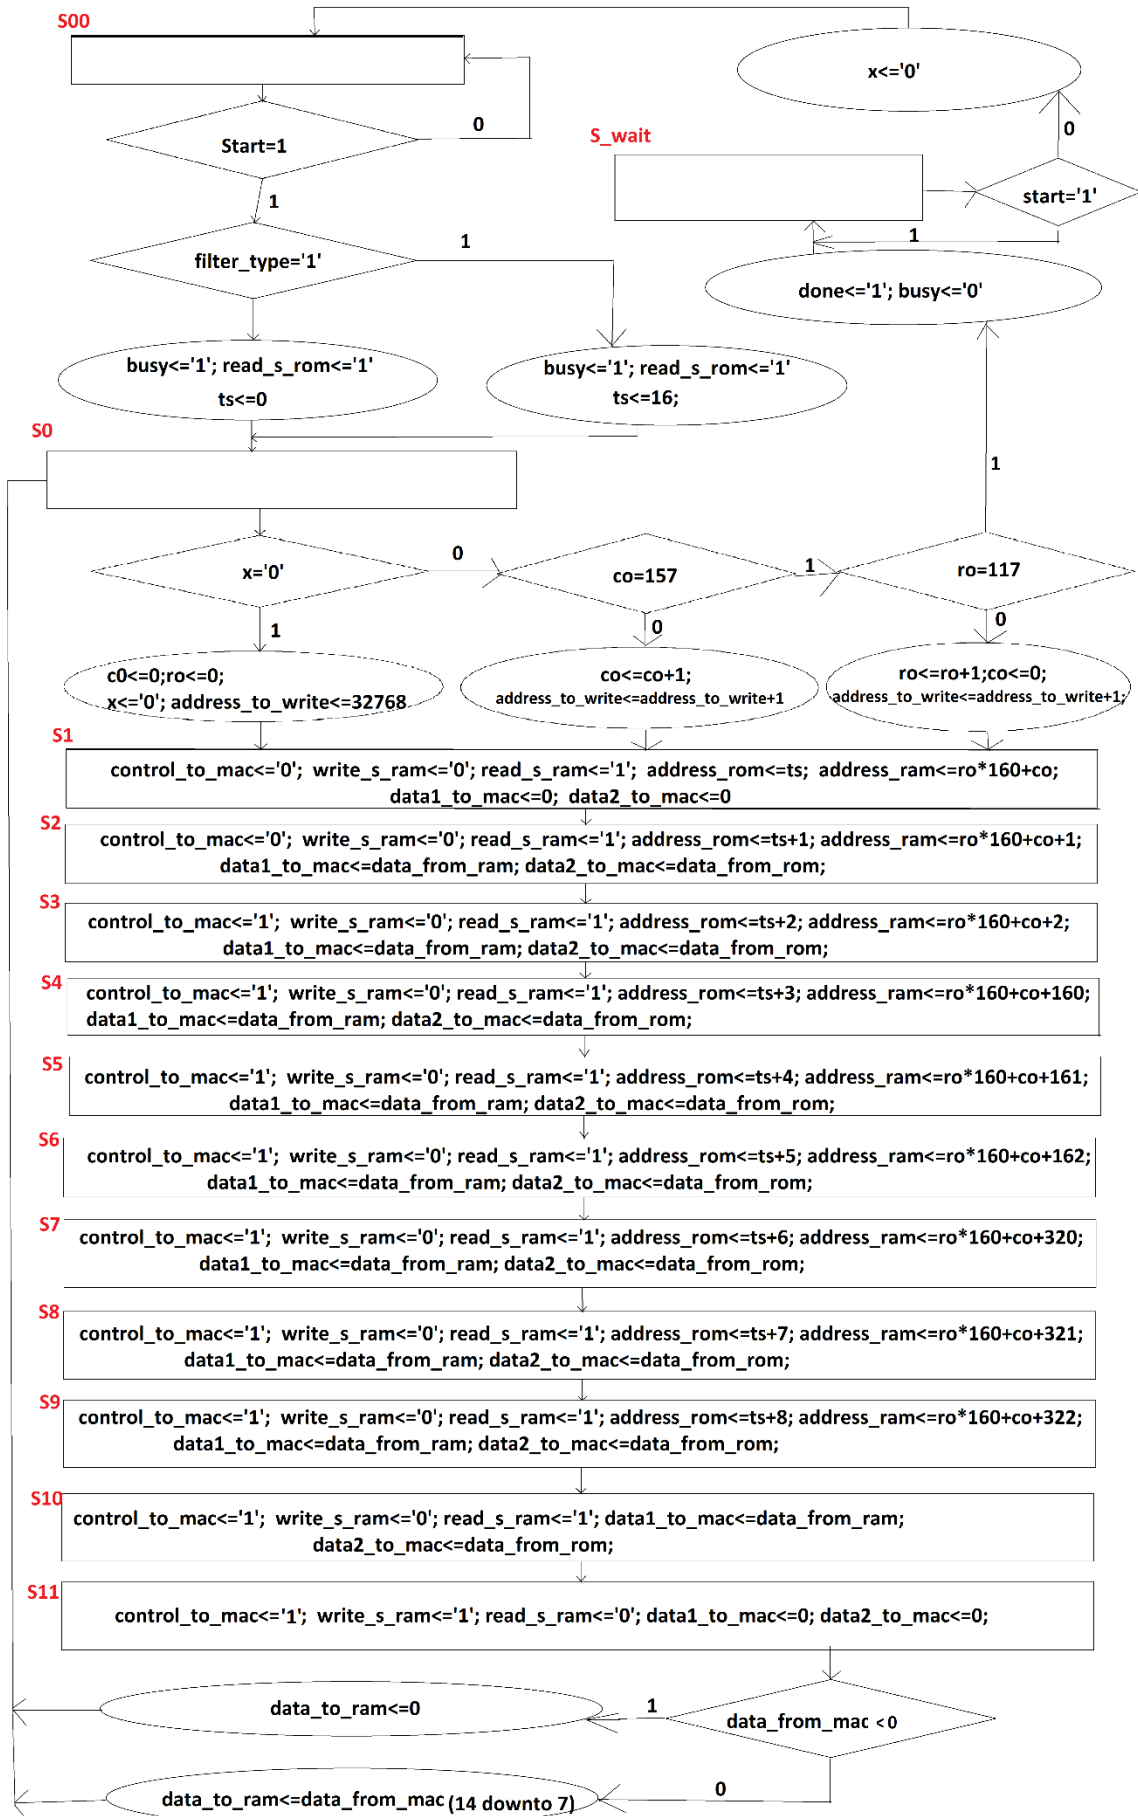 S00
x<='0'
Start=1
0
S_wait
0
start='1'
1
1
filter_type='1'
1
done<='1'; busy<='0'
busy<='1'; read_s_rom<='1'
ts<=0
busy<='1'; read_s_rom<='1'
ts<=16;
S0
1
x='0'
0
co=157
1
ro=117
1
0
0
c0<=0;ro<=0;
x<='0'; address_to_write<=32768
co<=co+1;
address_to_write<=address_to_write+1
ro<=ro+1;co<=0;
address_to_write<=address_to_write+1;
S1
control_to_mac<='0'; write_s_ram<='0'; read_s_ram<='1'; address_rom<=ts; address_ram<=ro*160+co;
data1_to_mac<=0; data2_to_mac<=0
S2
control_to_mac<='0'; write_s_ram<='0'; read_s_ram<='1'; address_rom<=ts+1; address_ram<=ro*160+co+1;
data1_to_mac<=data_from_ram; data2_to_mac<=data_from_rom;
S3
control_to_mac<='1'; write_s_ram<='0'; read_s_ram<='1'; address_rom<=ts+2; address_ram<=ro*160+co+2;
data1_to_mac<=data_from_ram; data2_to_mac<=data_from_rom;
S4
control_to_mac<='1'; write_s_ram<='0'; read_s_ram<='1'; address_rom<=ts+3; address_ram<=ro*160+co+160;
data1_to_mac<=data_from_ram; data2_to_mac<=data_from_rom;
S5
control_to_mac<='1'; write_s_ram<='0'; read_s_ram<='1'; address_rom<=ts+4; address_ram<=ro*160+co+161;
data1_to_mac<=data_from_ram; data2_to_mac<=data_from_rom;
S6
control_to_mac<='1'; write_s_ram<='0'; read_s_ram<='1'; address_rom<=ts+5; address_ram<=ro*160+co+162;
data1_to_mac<=data_from_ram; data2_to_mac<=data_from_rom;
S7
control_to_mac<='1'; write_s_ram<='0'; read_s_ram<='1'; address_rom<=ts+6; address_ram<=ro*160+co+320;
data1_to_mac<=data_from_ram; data2_to_mac<=data_from_rom;
S8
control_to_mac<='1'; write_s_ram<='0'; read_s_ram<='1'; address_rom<=ts+7; address_ram<=ro*160+co+321;
data1_to_mac<=data_from_ram; data2_to_mac<=data_from_rom;
S9
control_to_mac<='1'; write_s_ram<='0'; read_s_ram<='1'; address_rom<=ts+8; address_ram<=ro*160+co+322;
data1_to_mac<=data_from_ram; data2_to_mac<=data_from_rom;
S10
control_to_mac<='1'; write_s_ram<='0'; read_s_ram<='1'; data1_to_mac<=data_from_ram;
data2_to_mac<=data_from_rom;
S11
control_to_mac<='1'; write_s_ram<='1'; read_s_ram<='0'; data1_to_mac<=0; data2_to_mac<=0;
data_to_ram<=0
1
data_from_mac <0
0
data_to_ram<=data_from_mac (14 downto 7)